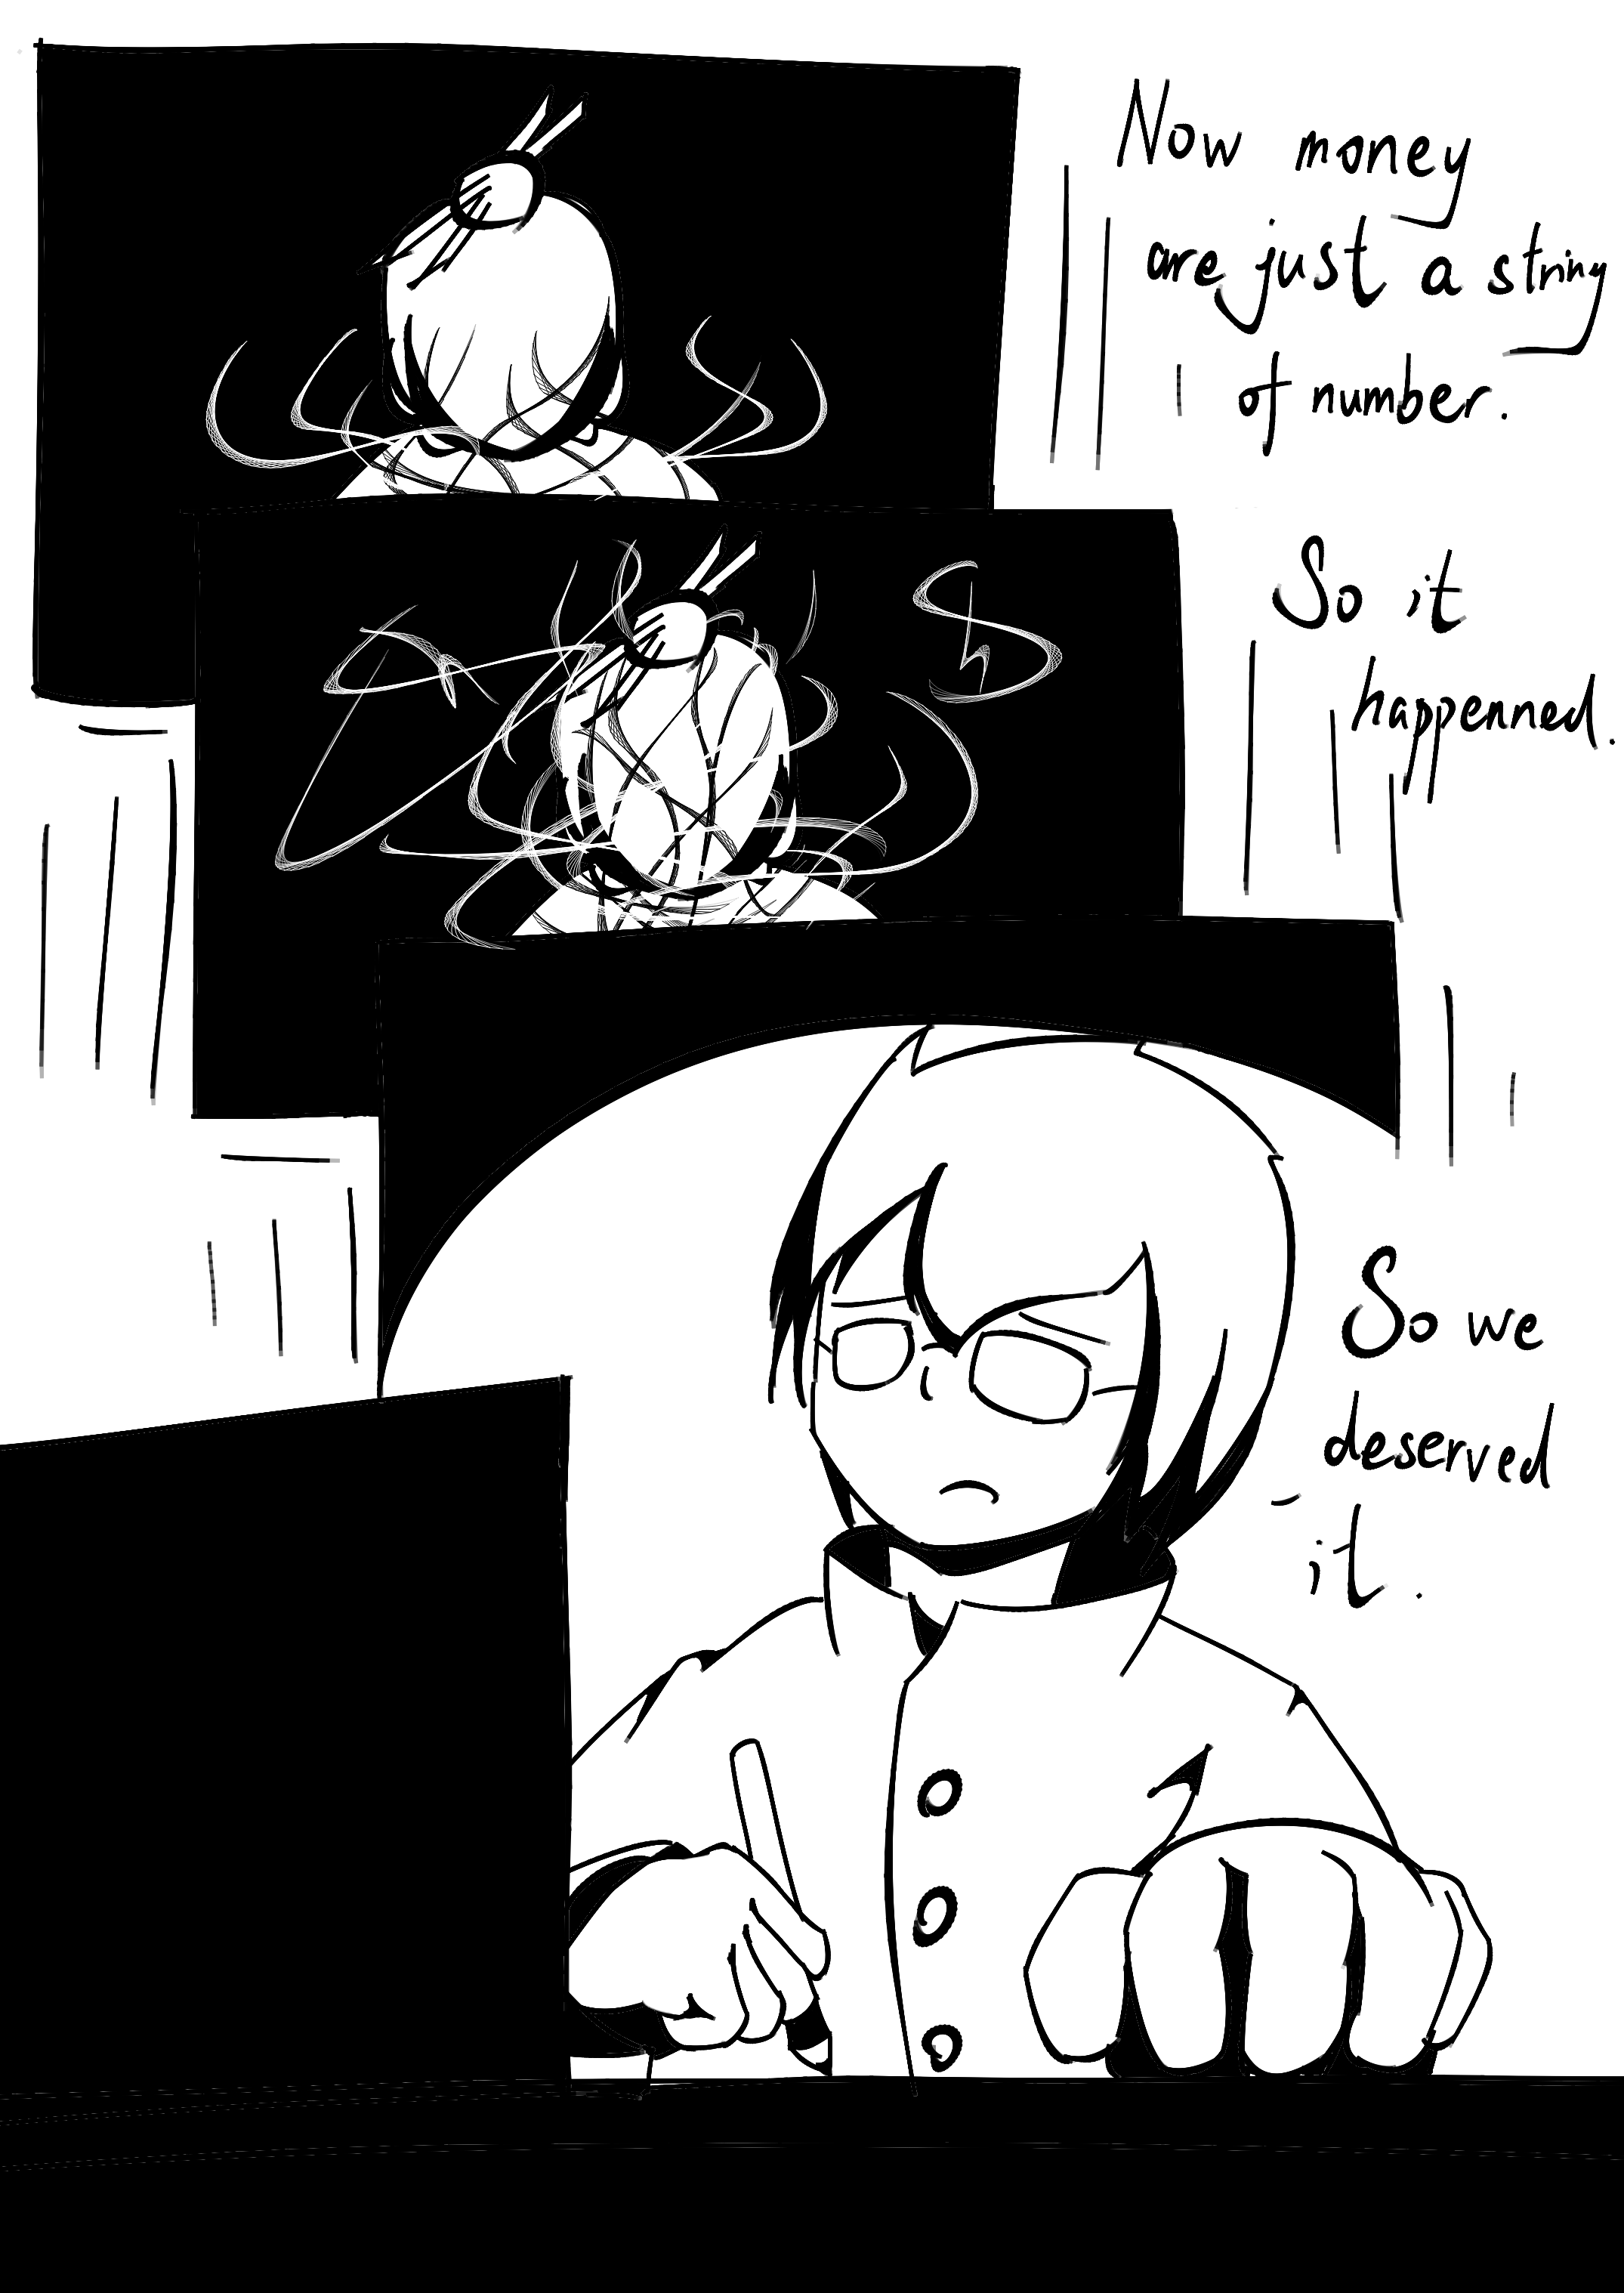 Now money
are just a string
of number.
So it
happenned.
So we
deserved
it.